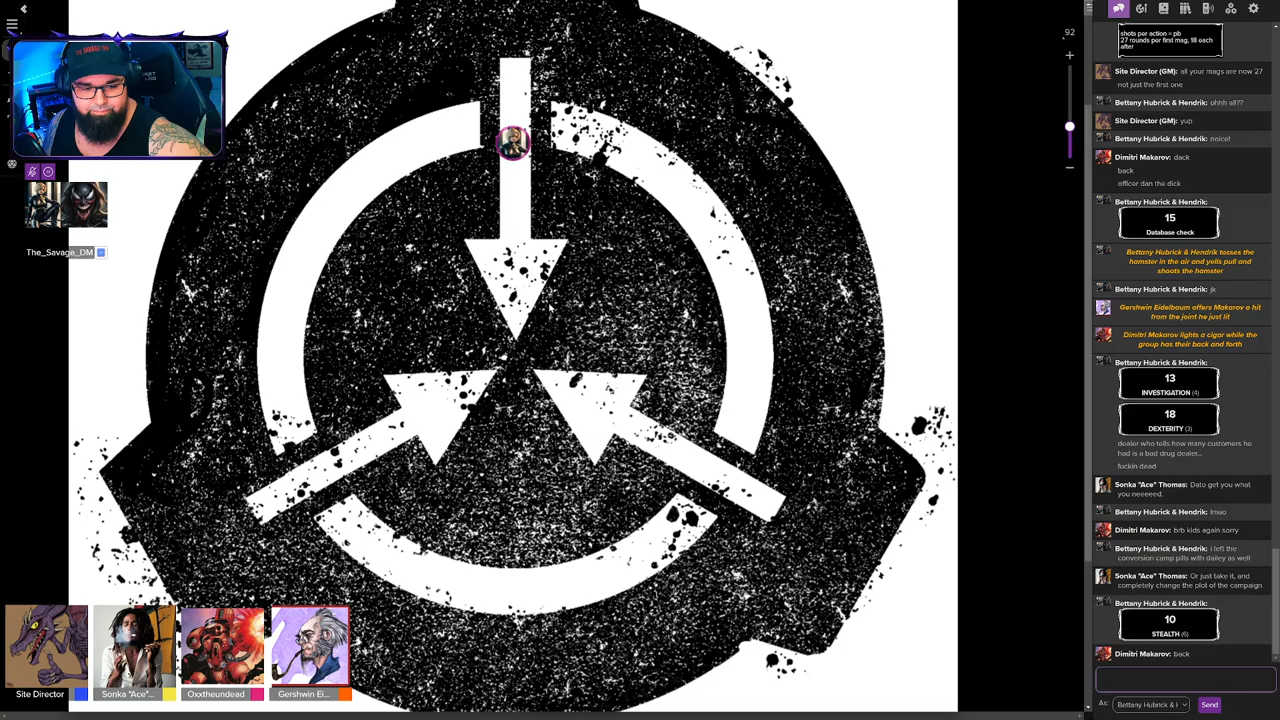 shots per action = pb
27 rounds per first mag, 18 each
after
Site Director (GM): all your mags are now 27
not just the first one
Bettany Hubrick & Hendrik: ohhh all??
Site Director (GM): yup
Bettany Hubrick & Hendrik: noice!
Dimitri Makarov: dack
back
officer dan the dick
Bettany Hubrick & Hendrik:
15
Database check
Bettany Hubrick & Hendrik tosses the
hamster in the air and yells pull and
shoots the hamster
Bettany Hubrick & Hendrik: jk
Gershwin Eidelbaum offers Makarov a hit
from the joint he just lit
Dimitri Makarov lights a cigar while the
group has their back and forth
Bettany Hubrick & Hendrik:
13
INVESTIGATION (4)
18
DEXTERITY (3)
dealer who tells how many customers he
had is a bad drug dealer...
fuckin dead
Sonka "Ace" Thomas: Dato get you what
you neeeeed.
Bettany Hubrick & Hendrik: lmao
Dimitri Makarov: brb kids again sorry
Bettany Hubrick & Hendrik: i left the
conversion camp pills with dailey as well
Sonka "Ace" Thomas: Or just take it, and
completely change the plot of the campaign
Bettany Hubrick & Hendrik:
10
STEALTH (6)
Dimitri Makarov: back
As:
Bettany Hubrick & H
Send
92
The_Savage_DM
Site Director
Sonka "Ace"...
Oxxtheundead
Gershwin Ei...